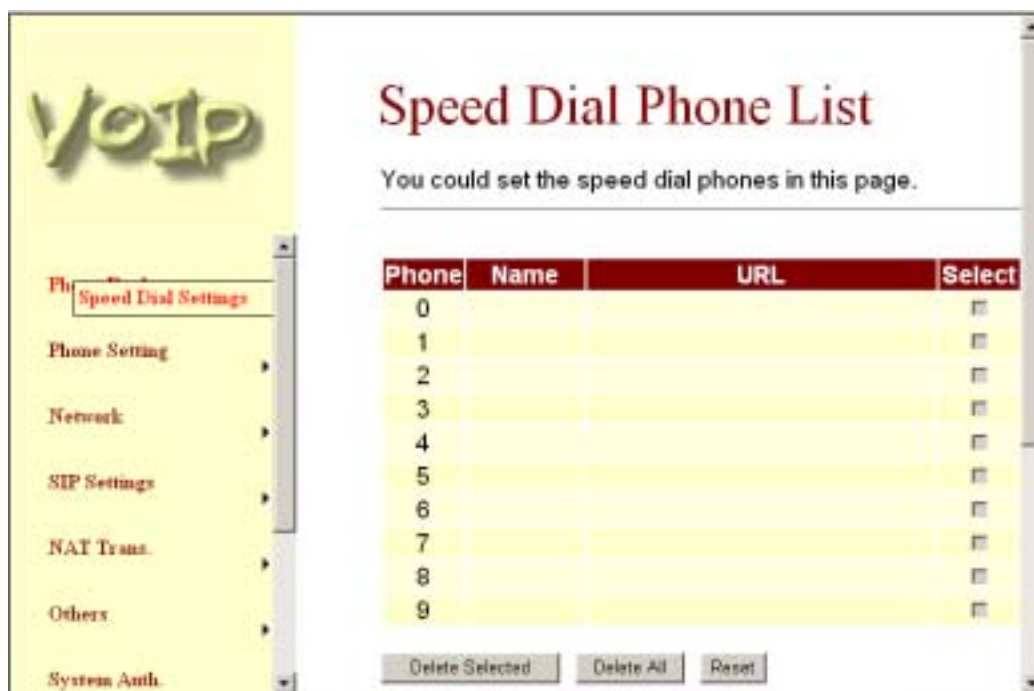 VOIP
Speed Dial Phone List
You could set the speed dial phones in this page.
Speed Dial Settings
Phone Setting
Network
SIP Settings
NAT Trans.
Others
System Auth.
Phone Name URL Select
0
1
2
3
4
5
6
7
8
9
Delete Selected Delete All Reset